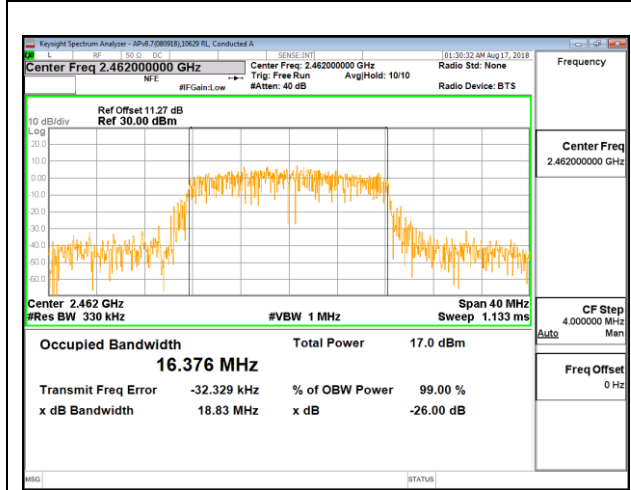 Keysight Spectrum Analyzer - APv8.7(080918),10629 RL, Conducted A
L RF 50 Ω DC SENSE:INT 01:30:32 AM Aug 17, 2018
Center Freq 2.462000000 GHz Center Freq: 2.462000000 GHz Radio Std: None Frequency
NFE Trig: Free Run Avg|Hold: 10/10
#IFGain:Low #Atten: 40 dB Radio Device: BTS
Ref Offset 11.27 dB
10 dB/div Ref 30.00 dBm
Log
20.0
10.0
0.00
-10.0
-20.0
-30.0
-40.0
-50.0
-60.0
Center Freq
2.462000000 GHz
Center 2.462 GHz Span 40 MHz
#Res BW 330 kHz #VBW 1 MHz Sweep 1.133 ms
CF Step
4.000000 MHz
Auto Man
Occupied Bandwidth Total Power 17.0 dBm
16.376 MHz
Freq Offset
0 Hz
Transmit Freq Error -32.329 kHz % of OBW Power 99.00 %
x dB Bandwidth 18.83 MHz x dB -26.00 dB
MSG STATUS